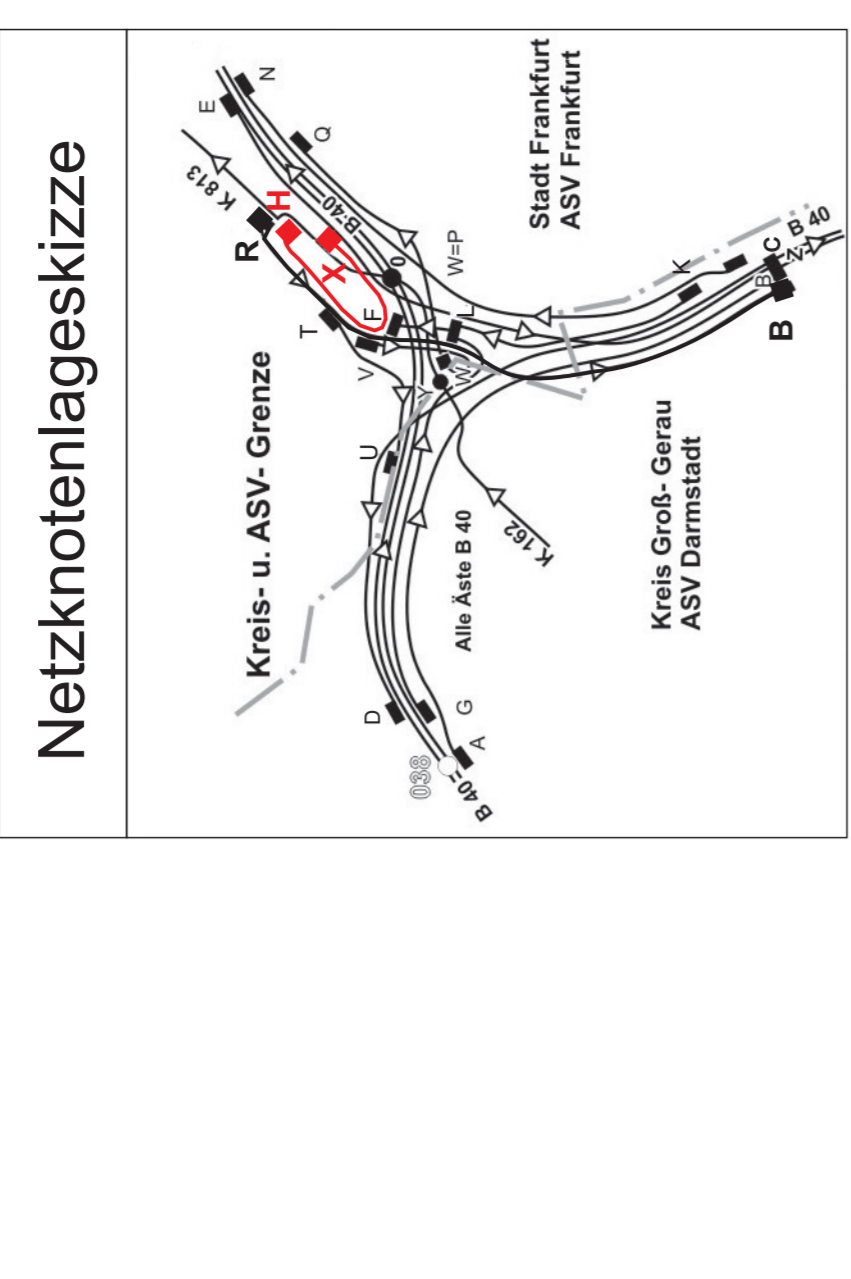 Netzknotenlageskizze
Kreis- u. ASV- Grenze
Stadt Frankfurt
ASV Frankfurt
Kreis Groß- Gerau
ASV Darmstadt
Alle Äste B 40
K 813
K 162
B 40
B 40
B 40
038
W=P
E
N
Q
H
R
X
0
T
F
V
L
K
W
Y
U
C
B
N
B
D
G
A